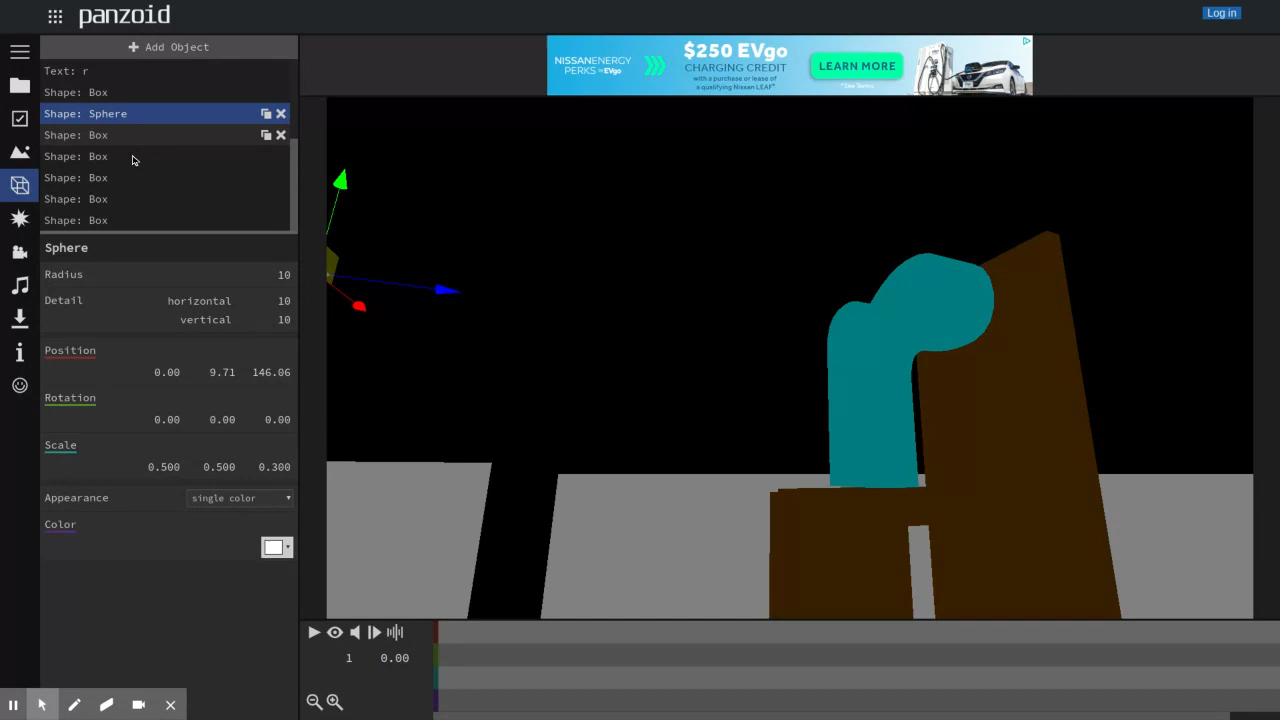 panzoid
Log in
Add Object
Text: r
Shape: Box
Shape: Sphere
Shape: Box
Shape: Box
Shape: Box
Shape: Box
Shape: Box
NISSAN ENERGY
PERKS by EVgo
$250 EVgo
CHARGING CREDIT
with a purchase or lease of
a qualifying Nissan LEAF*
LEARN MORE
*See Terms
Sphere
Radius 10
Detail horizontal 10
vertical 10
Position
0.00 9.71 146.06
Rotation
0.00 0.00 0.00
Scale
0.500 0.500 0.300
Appearance single color
Color
1 0.00